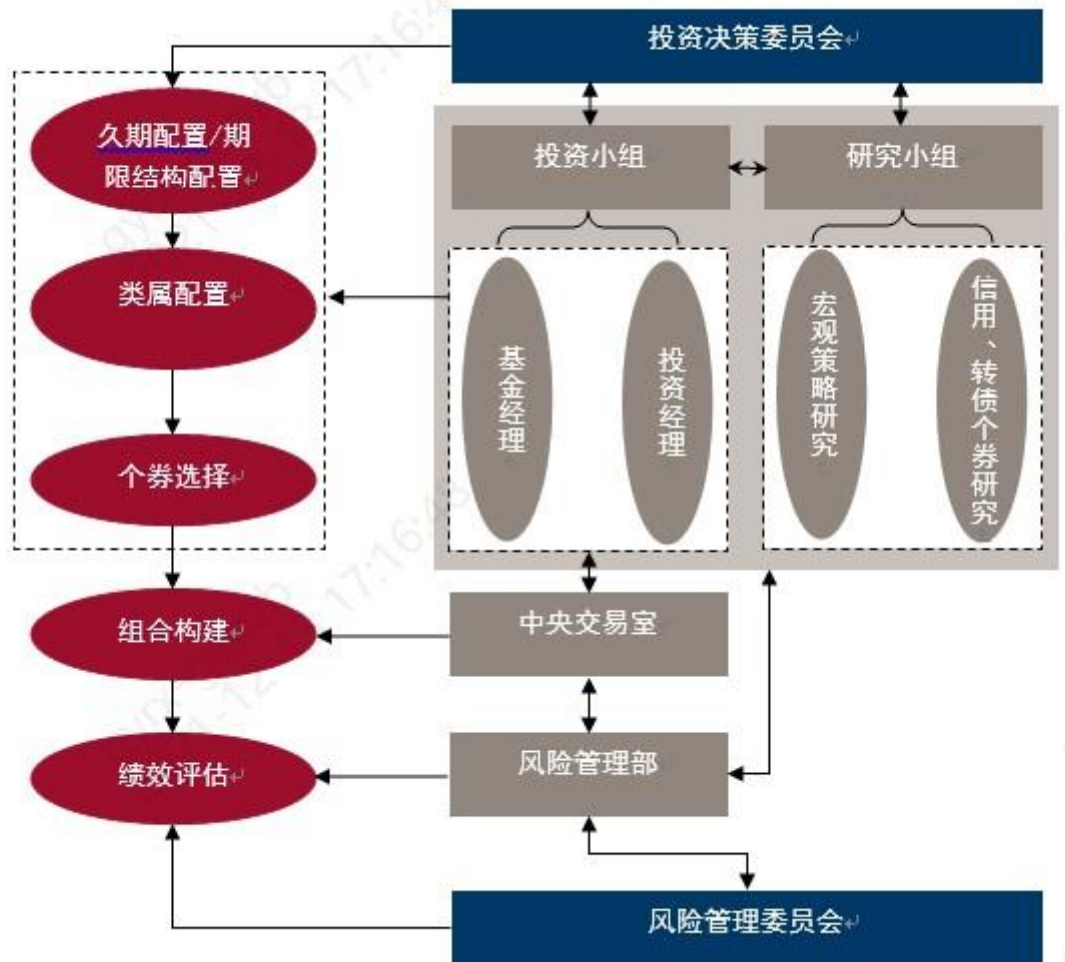 投资决策委员会
久期配置/期
限结构配置
投资小组
研究小组
类属配置
基金经理
投资经理
宏观策略研究
信用、转债个券研究
个券选择
组合构建
中央交易室
绩效评估
风险管理部
风险管理委员会